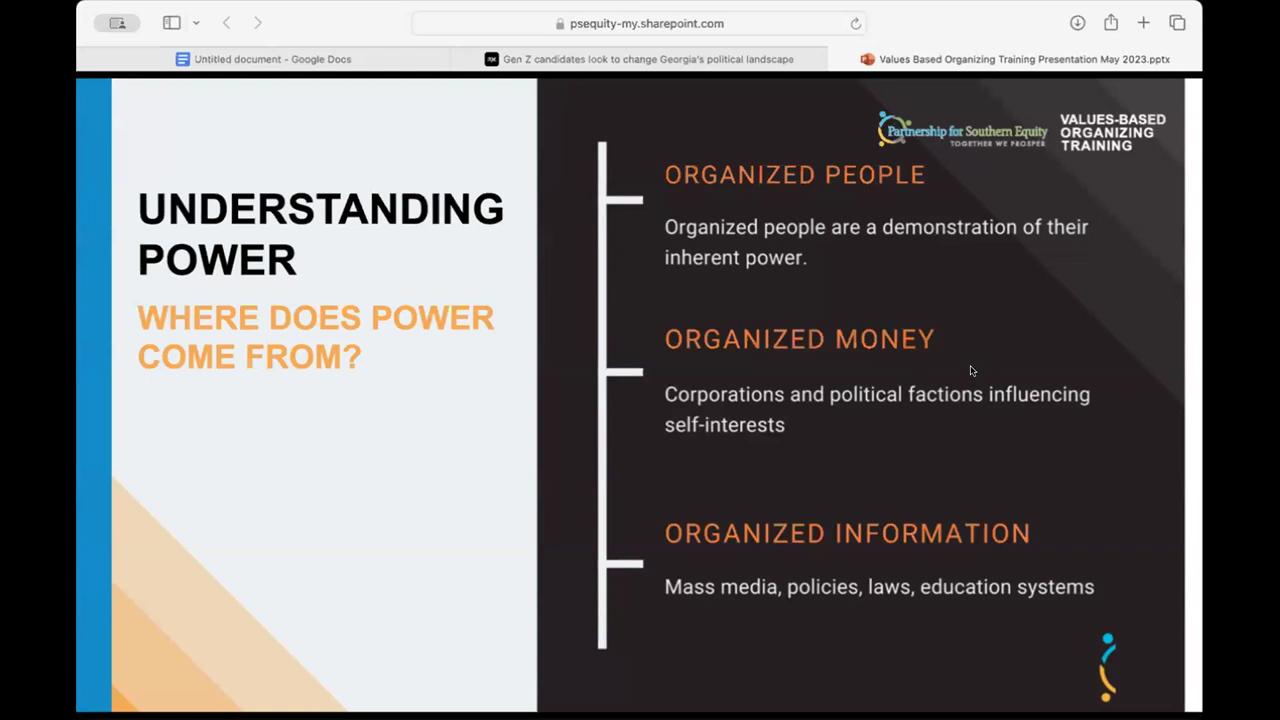 psequity-my.sharepoint.com
Untitled document - Google Docs
Gen Z candidates look to change Georgia's political landscape
Values Based Organizing Training Presentation May 2023.pptx
Partnership for Southern Equity
TOGETHER WE PROSPER
VALUES-BASED
ORGANIZING
TRAINING
UNDERSTANDING
POWER
WHERE DOES POWER
COME FROM?
ORGANIZED PEOPLE
Organized people are a demonstration of their
inherent power.
ORGANIZED MONEY
Corporations and political factions influencing
self-interests
ORGANIZED INFORMATION
Mass media, policies, laws, education systems